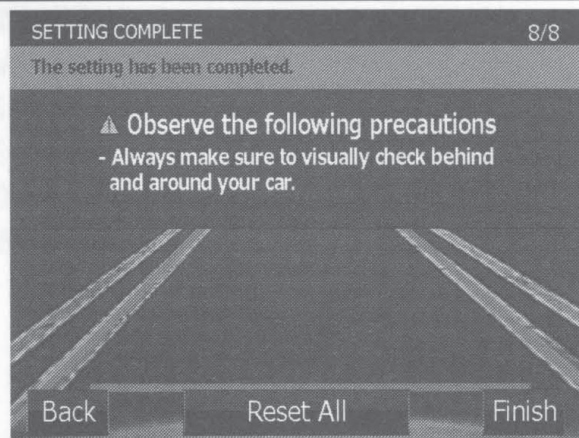 SETTING COMPLETE 8/8
The setting has been completed.
Observe the following precautions
- Always make sure to visually check behind
and around your car.
Back Reset All Finish